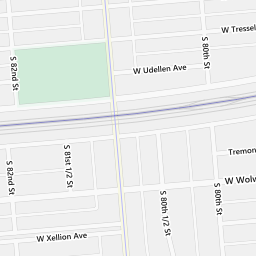 S 80th St
W Tressel
S 82nd St
W Udellen Ave
Tremon
S 82nd St
S 81st 1/2 St
W Wolv
S 80th 1/2 St
S 80th St
W Xellion Ave